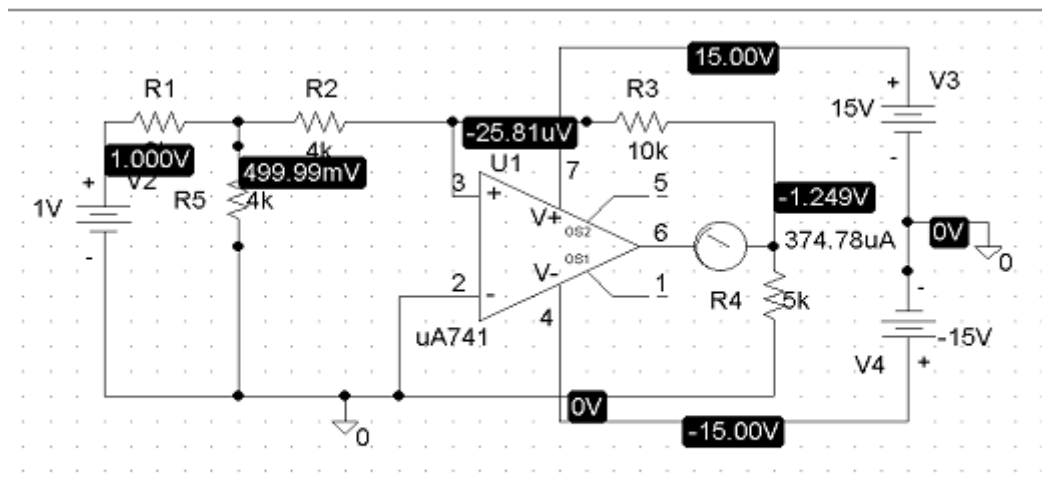 15.00V
R1
R2
R3
+
V3
15V
-25.81uV
4k
10k
-
1.000V
499.99mV
U1
7
5
V2
+
R5
4k
3
+
V+
OS2
-1.249V
1V
6
374.78uA
0V
0
OS1
V-
-
2
-
1
R4
5k
-
uA741
4
-15V
V4
+
0V
0
-15.00V